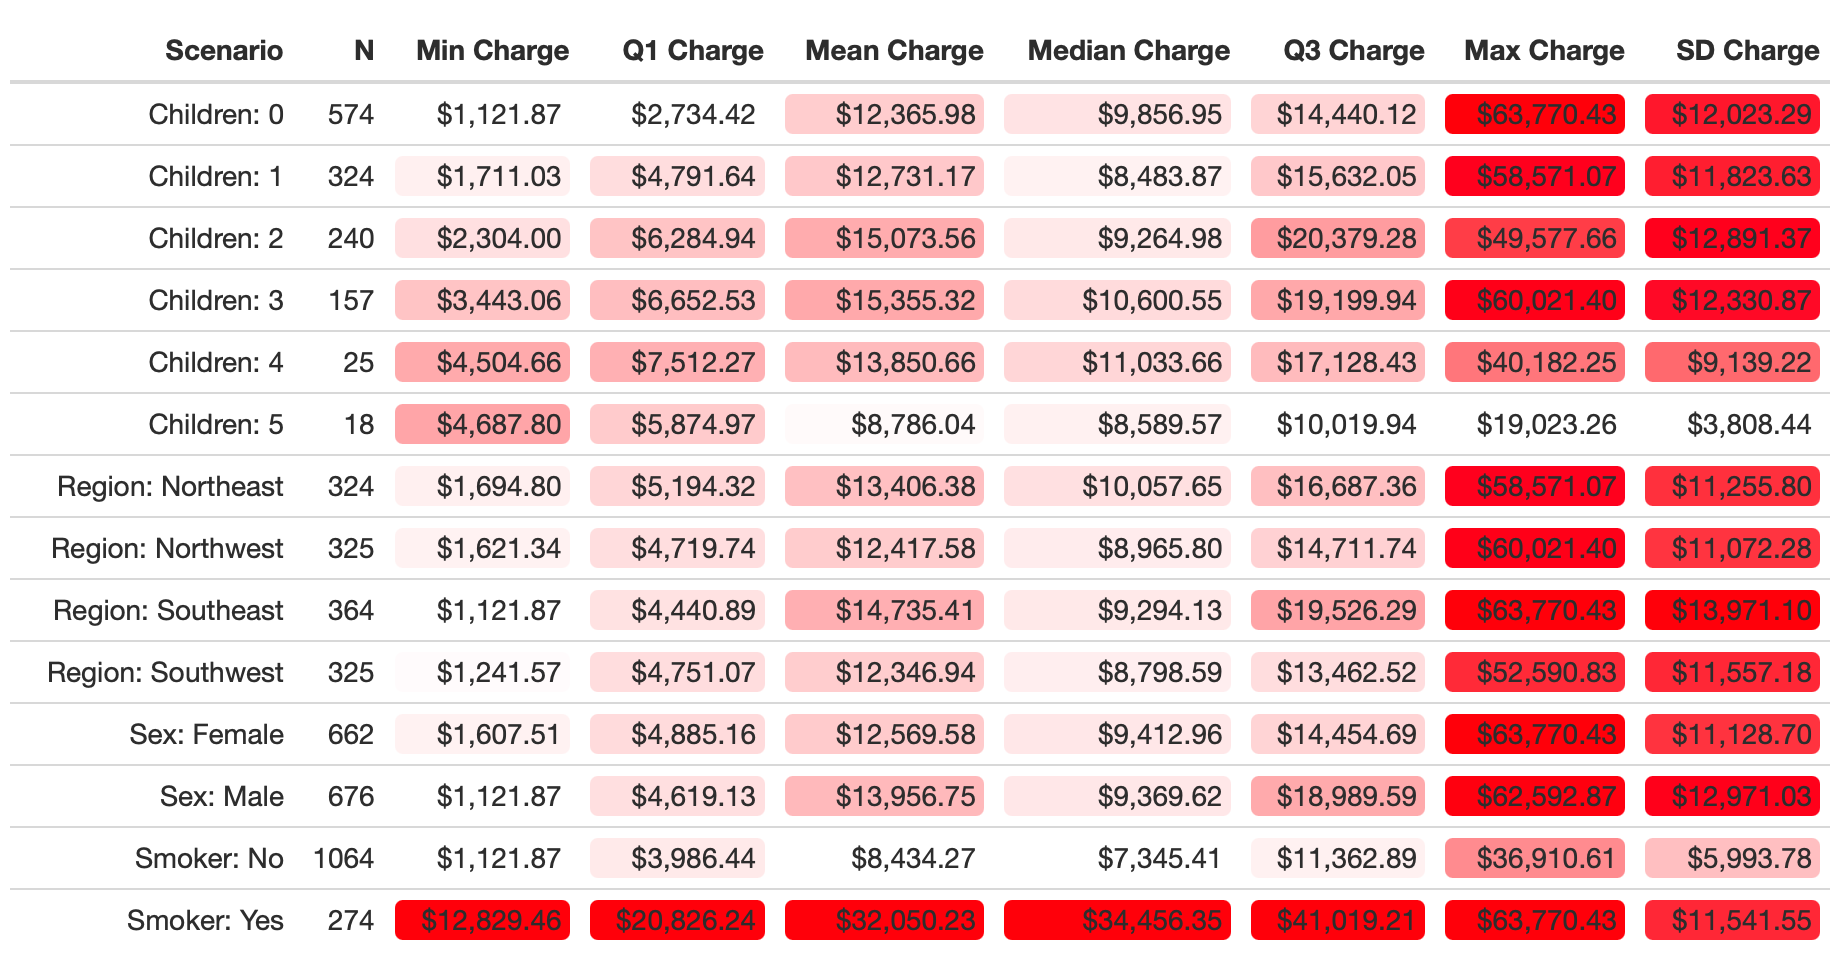 Scenario N Min Charge Q1 Charge Mean Charge Median Charge Q3 Charge Max Charge SD Charge
Children: 0 574 $1,121.87 $2,734.42 $12,365.98 $9,856.95 $14,440.12 $63,770.43 $12,023.29
Children: 1 324 $1,711.03 $4,791.64 $12,731.17 $8,483.87 $15,632.05 $58,571.07 $11,823.63
Children: 2 240 $2,304.00 $6,284.94 $15,073.56 $9,264.98 $20,379.28 $49,577.66 $12,891.37
Children: 3 157 $3,443.06 $6,652.53 $15,355.32 $10,600.55 $19,199.94 $60,021.40 $12,330.87
Children: 4 25 $4,504.66 $7,512.27 $13,850.66 $11,033.66 $17,128.43 $40,182.25 $9,139.22
Children: 5 18 $4,687.80 $5,874.97 $8,786.04 $8,589.57 $10,019.94 $19,023.26 $3,808.44
Region: Northeast 324 $1,694.80 $5,194.32 $13,406.38 $10,057.65 $16,687.36 $58,571.07 $11,255.80
Region: Northwest 325 $1,621.34 $4,719.74 $12,417.58 $8,965.80 $14,711.74 $60,021.40 $11,072.28
Region: Southeast 364 $1,121.87 $4,440.89 $14,735.41 $9,294.13 $19,526.29 $63,770.43 $13,971.10
Region: Southwest 325 $1,241.57 $4,751.07 $12,346.94 $8,798.59 $13,462.52 $52,590.83 $11,557.18
Sex: Female 662 $1,607.51 $4,885.16 $12,569.58 $9,412.96 $14,454.69 $63,770.43 $11,128.70
Sex: Male 676 $1,121.87 $4,619.13 $13,956.75 $9,369.62 $18,989.59 $62,592.87 $12,971.03
Smoker: No 1064 $1,121.87 $3,986.44 $8,434.27 $7,345.41 $11,362.89 $36,910.61 $5,993.78
Smoker: Yes 274 $12,829.46 $20,826.24 $32,050.23 $34,456.35 $41,019.21 $63,770.43 $11,541.55